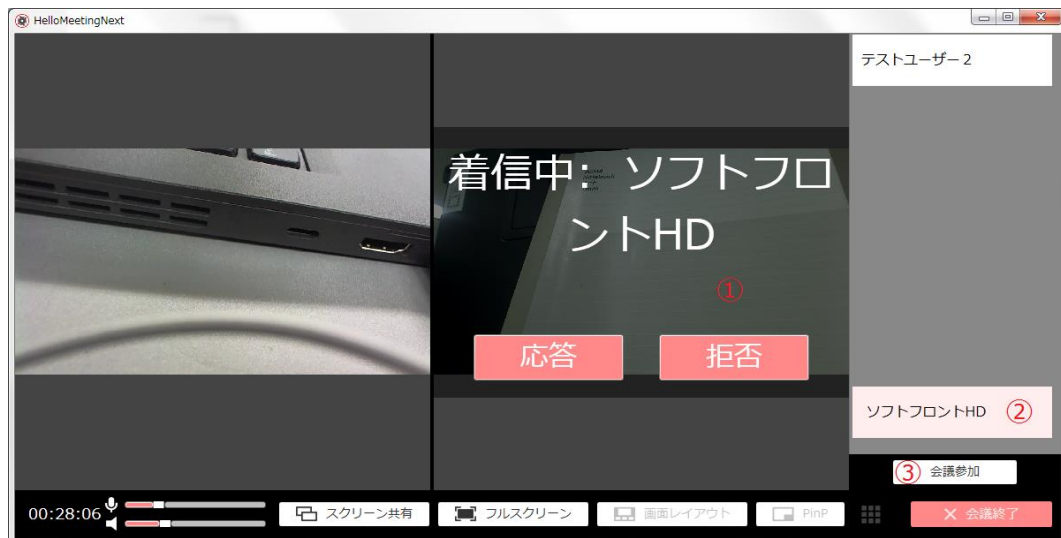 HelloMeetingNext
テストユーザー2
着信中: ソフトフロ
ントHD
①
応答
拒否
ソフトフロントHD ②
③ 会議参加
00:28:06
スクリーン共有
フルスクリーン
画面レイアウト
PinP
× 会議終了